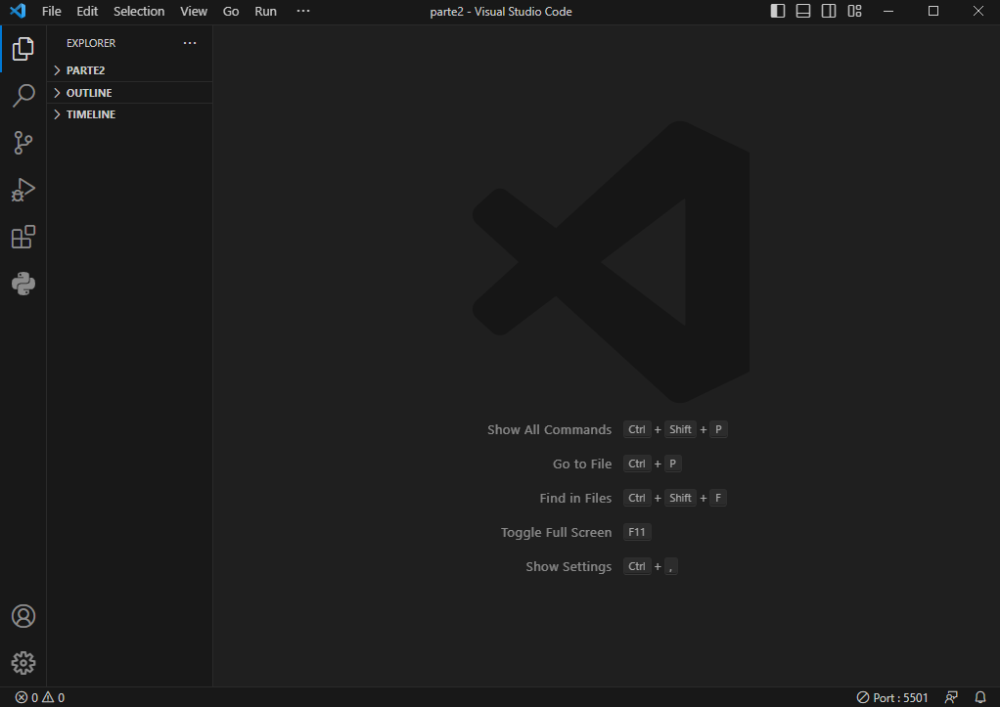 File Edit Selection View Go Run ··· parte2 - Visual Studio Code
EXPLORER ···
PARTE2
OUTLINE
TIMELINE
Show All Commands Ctrl + Shift + P
Go to File Ctrl + P
Find in Files Ctrl + Shift + F
Toggle Full Screen F11
Show Settings Ctrl + ,
0 0 Port : 5501